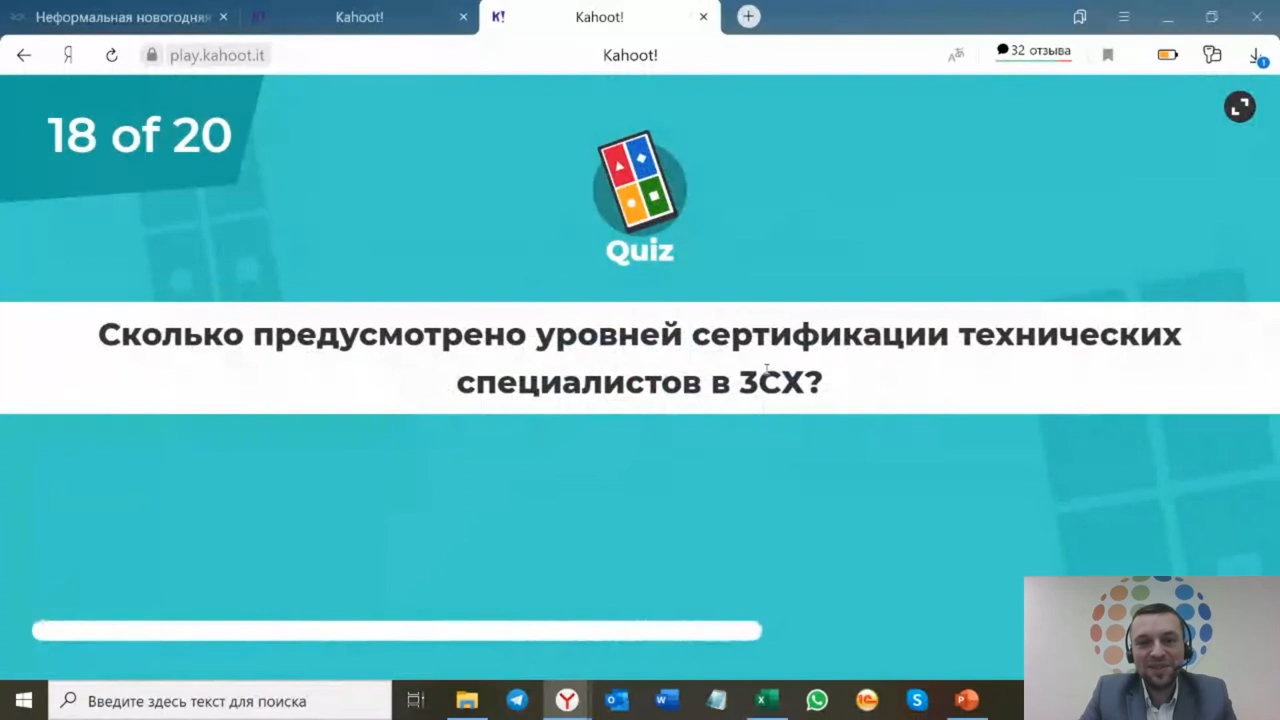 Неформальная новогодняя
Kahoot!
Kahoot!
Я
play.kahoot.it
Kahoot!
32 отзыва
1
18 of 20
Quiz
Сколько предусмотрено уровней сертификации технических
специалистов в 3CX?
Введите здесь текст для поиска